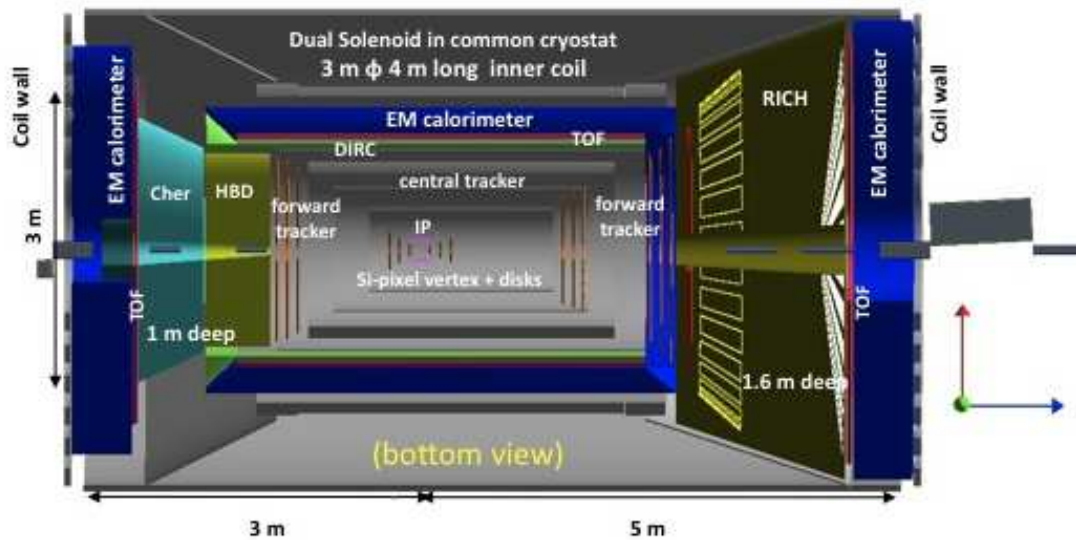 Dual Solenoid in common cryostat
3 m ϕ 4 m long inner coil
Coil wall
EM calorimeter
EM calorimeter
RICH
EM calorimeter
Coil wall
TOF
DIRC
Cher
HBD
central tracker
forward
tracker
IP
forward
tracker
3 m
Si-pixel vertex + disks
TOF
TOF
1 m deep
1.6 m deep
(bottom view)
3 m
5 m